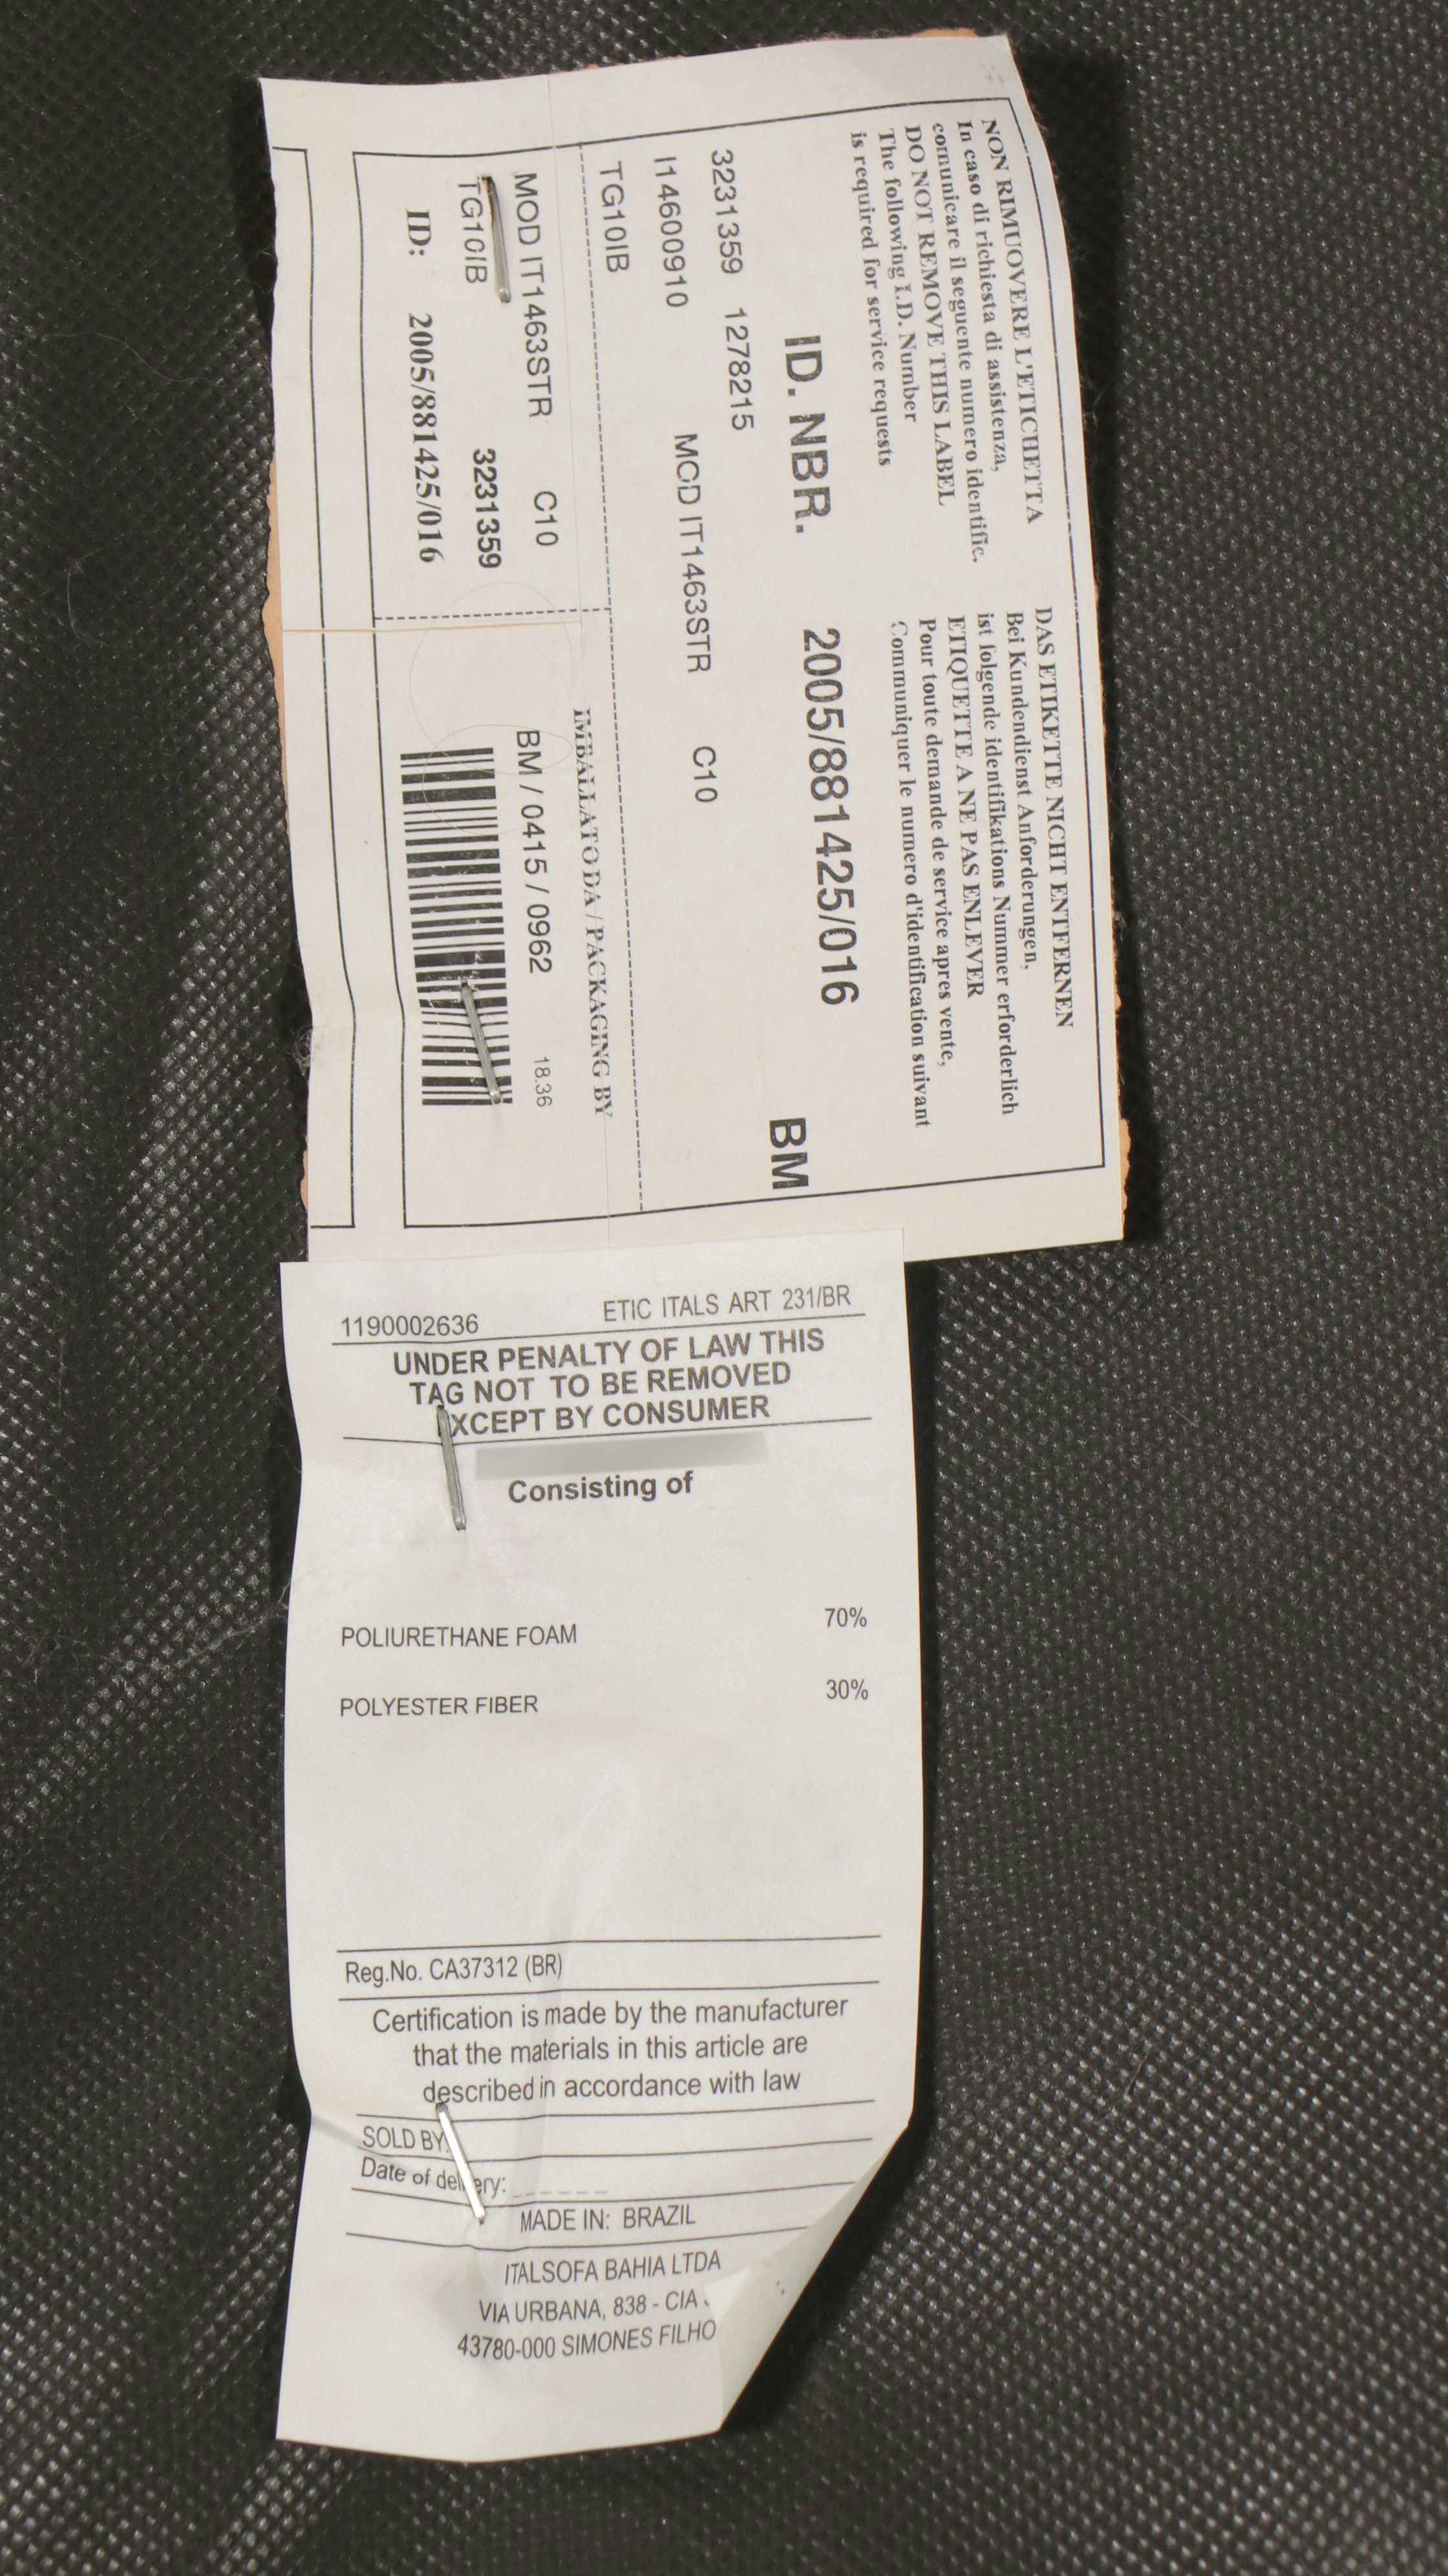 NON RIMUOVERE L'ETICHETTA
In caso di richiesta di assistenza,
comunicare il seguente numero identific.
DO NOT REMOVE THIS LABEL
The following I.D. Number
is required for service requests
DAS ETIKETTE NICHT ENTFERNEN
Bei Kundendienst Anforderungen,
ist folgende identifikations Nummer erforderlich
ETIQUETTE A NE PAS ENLEVER
Pour toute demande de service apres vente,
Communiquer le numero d'identification suivant
ID. NBR. 2005/881425/016 BM
3231359 1278215
I14600910 MOD IT1463STR C10
TG10IB
IMBALLATO DA / PACKAGING BY
MOD IT1463STR C10
TG10IB 3231359
ID: 2005/881425/016
BM / 0415 / 0962 18.36
1190002636 ETIC ITALS ART 231/BR
UNDER PENALTY OF LAW THIS
TAG NOT TO BE REMOVED
EXCEPT BY CONSUMER
Consisting of
POLIURETHANE FOAM 70%
POLYESTER FIBER 30%
Reg.No. CA37312 (BR)
Certification is made by the manufacturer
that the materials in this article are
described in accordance with law
SOLD BY:
Date of delivery:
MADE IN: BRAZIL
ITALSOFA BAHIA LTDA
VIA URBANA, 838 - CIA
43780-000 SIMONES FILHO